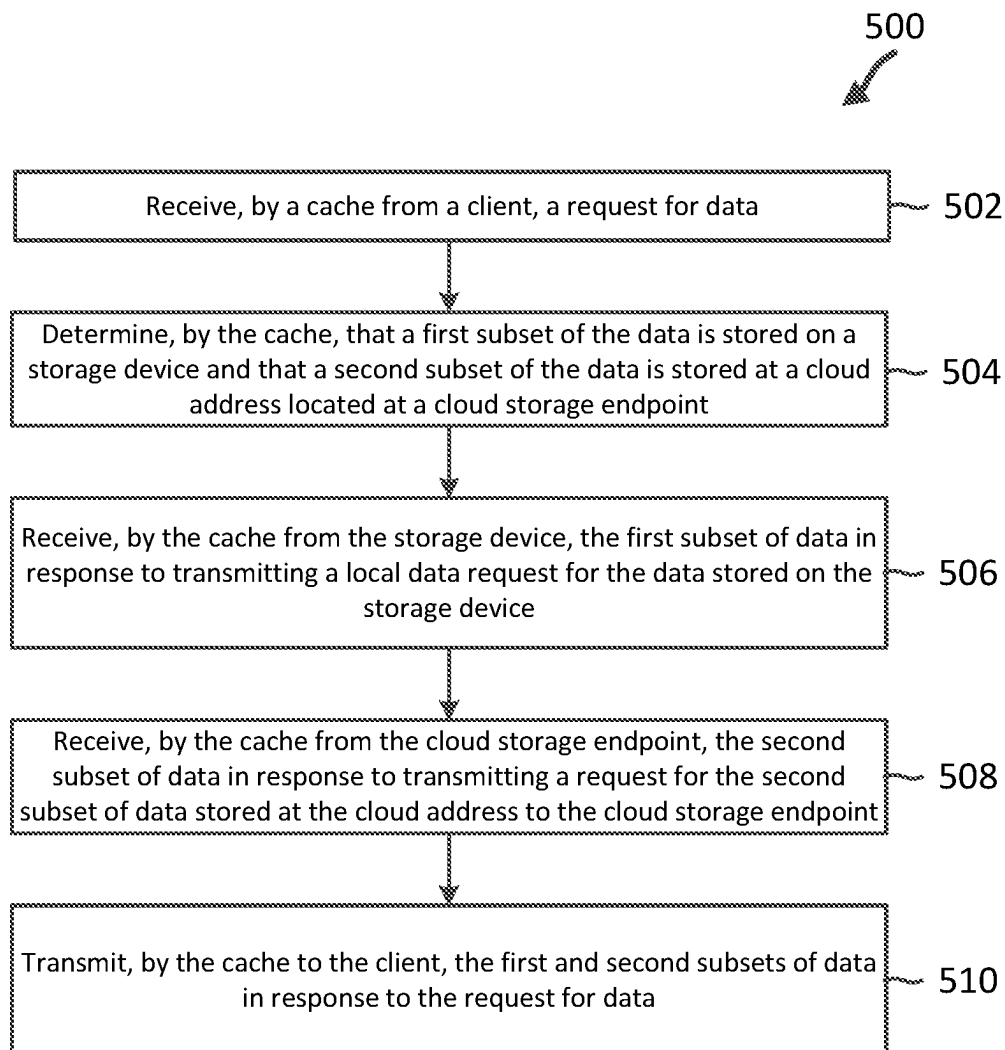 500
Receive, by a cache from a client, a request for data
502
Determine, by the cache, that a first subset of the data is stored on a
storage device and that a second subset of the data is stored at a cloud
address located at a cloud storage endpoint
504
Receive, by the cache from the storage device, the first subset of data in
response to transmitting a local data request for the data stored on the
storage device
506
Receive, by the cache from the cloud storage endpoint, the second
subset of data in response to transmitting a request for the second
subset of data stored at the cloud address to the cloud storage endpoint
508
Transmit, by the cache to the client, the first and second subsets of data
in response to the request for data
510